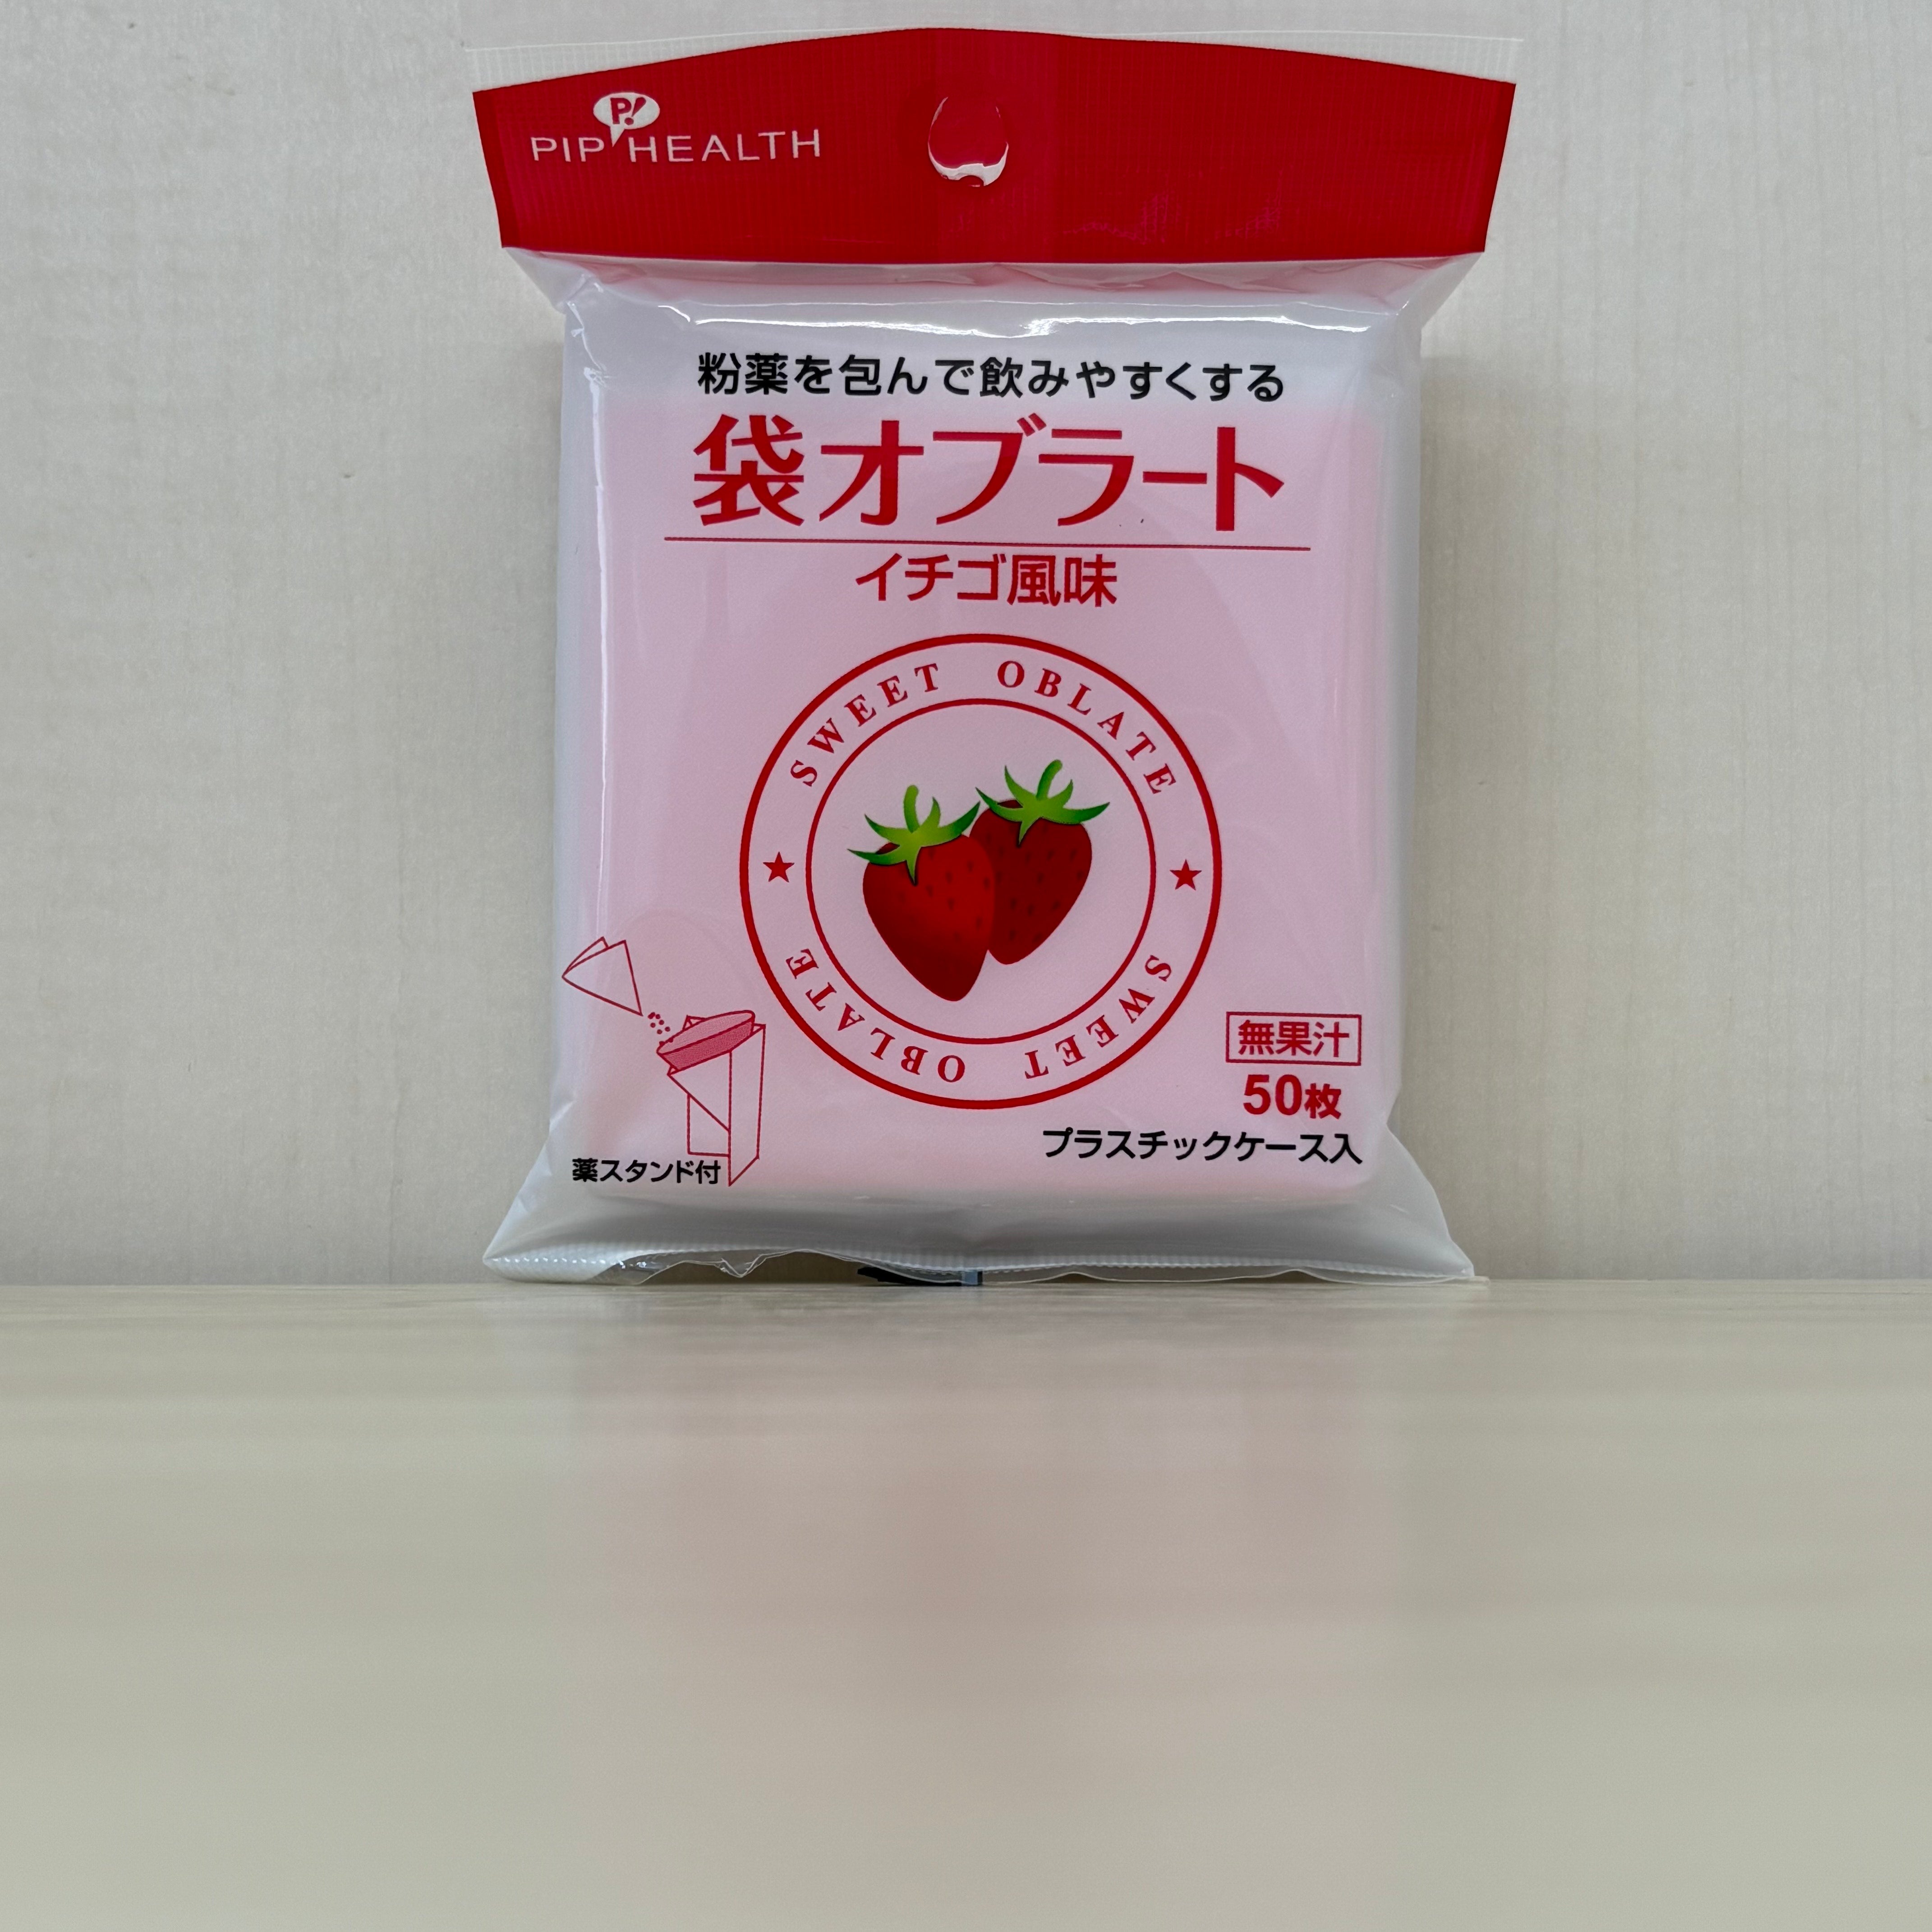 P!
PIP HEALTH
粉薬を包んで飲みやすくする
袋オブラート
イチゴ風味
SWEET OBLATE
★ ★
SWEET OBLATE
無果汁
50枚
プラスチックケース入
薬スタンド付